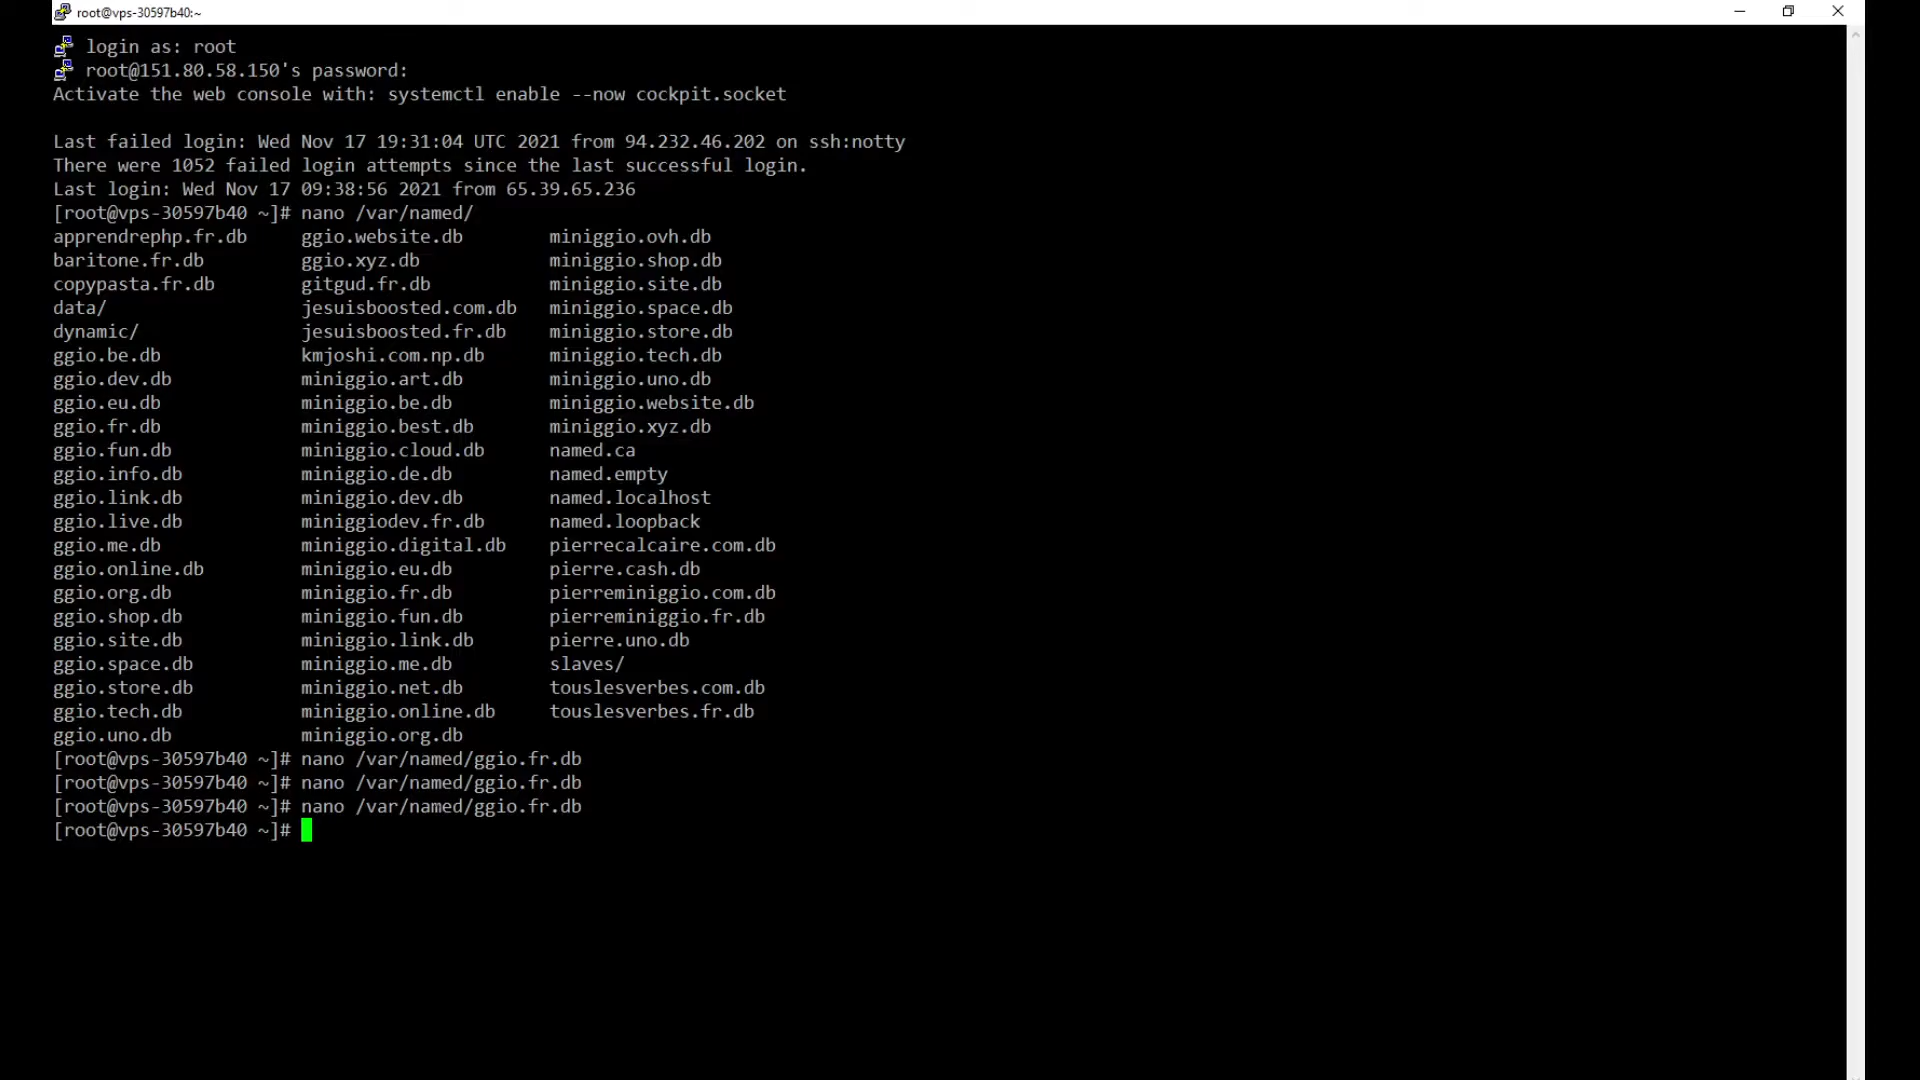 root@vps-30597b40:~
login as: root
root@151.80.58.150's password:
Activate the web console with: systemctl enable --now cockpit.socket
Last failed login: Wed Nov 17 19:31:04 UTC 2021 from 94.232.46.202 on ssh:notty
There were 1052 failed login attempts since the last successful login.
Last login: Wed Nov 17 09:38:56 2021 from 65.39.65.236
[root@vps-30597b40 ~]# nano /var/named/
apprendrephp.fr.db ggio.website.db miniggio.ovh.db
baritone.fr.db ggio.xyz.db miniggio.shop.db
copypasta.fr.db gitgud.fr.db miniggio.site.db
data/ jesuisboosted.com.db miniggio.space.db
dynamic/ jesuisboosted.fr.db miniggio.store.db
ggio.be.db kmjoshi.com.np.db miniggio.tech.db
ggio.dev.db miniggio.art.db miniggio.uno.db
ggio.eu.db miniggio.be.db miniggio.website.db
ggio.fr.db miniggio.best.db miniggio.xyz.db
ggio.fun.db miniggio.cloud.db named.ca
ggio.info.db miniggio.de.db named.empty
ggio.link.db miniggio.dev.db named.localhost
ggio.live.db miniggiodev.fr.db named.loopback
ggio.me.db miniggio.digital.db pierrecalcaire.com.db
ggio.online.db miniggio.eu.db pierre.cash.db
ggio.org.db miniggio.fr.db pierreminiggio.com.db
ggio.shop.db miniggio.fun.db pierreminiggio.fr.db
ggio.site.db miniggio.link.db pierre.uno.db
ggio.space.db miniggio.me.db slaves/
ggio.store.db miniggio.net.db touslesverbes.com.db
ggio.tech.db miniggio.online.db touslesverbes.fr.db
ggio.uno.db miniggio.org.db
[root@vps-30597b40 ~]# nano /var/named/ggio.fr.db
[root@vps-30597b40 ~]# nano /var/named/ggio.fr.db
[root@vps-30597b40 ~]# nano /var/named/ggio.fr.db
[root@vps-30597b40 ~]#